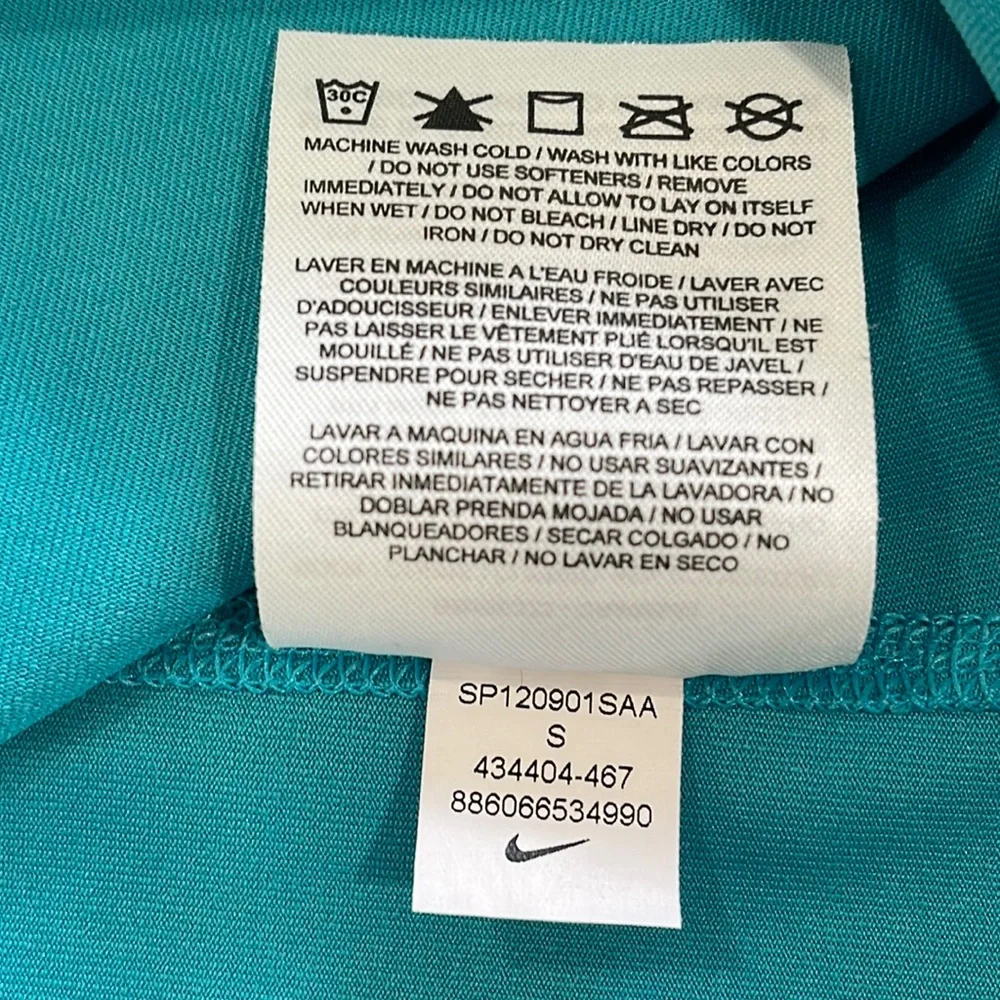 30C
MACHINE WASH COLD / WASH WITH LIKE COLORS
/ DO NOT USE SOFTENERS / REMOVE
IMMEDIATELY / DO NOT ALLOW TO LAY ON ITSELF
WHEN WET / DO NOT BLEACH / LINE DRY / DO NOT
IRON / DO NOT DRY CLEAN
LAVER EN MACHINE A L'EAU FROIDE / LAVER AVEC
COULEURS SIMILAIRES / NE PAS UTILISER
D'ADOUCISSEUR / ENLEVER IMMEDIATEMENT / NE
PAS LAISSER LE VÊTEMENT PLIÉ LORSQU'IL EST
MOUILLÉ / NE PAS UTILISER D'EAU DE JAVEL /
SUSPENDRE POUR SECHER / NE PAS REPASSER /
NE PAS NETTOYER A SEC
LAVAR A MAQUINA EN AGUA FRIA / LAVAR CON
COLORES SIMILARES / NO USAR SUAVIZANTES /
RETIRAR INMEDIATAMENTE DE LA LAVADORA / NO
DOBLAR PRENDA MOJADA / NO USAR
BLANQUEADORES / SECAR COLGADO / NO
PLANCHAR / NO LAVAR EN SECO
SP120901SAA
S
434404-467
886066534990